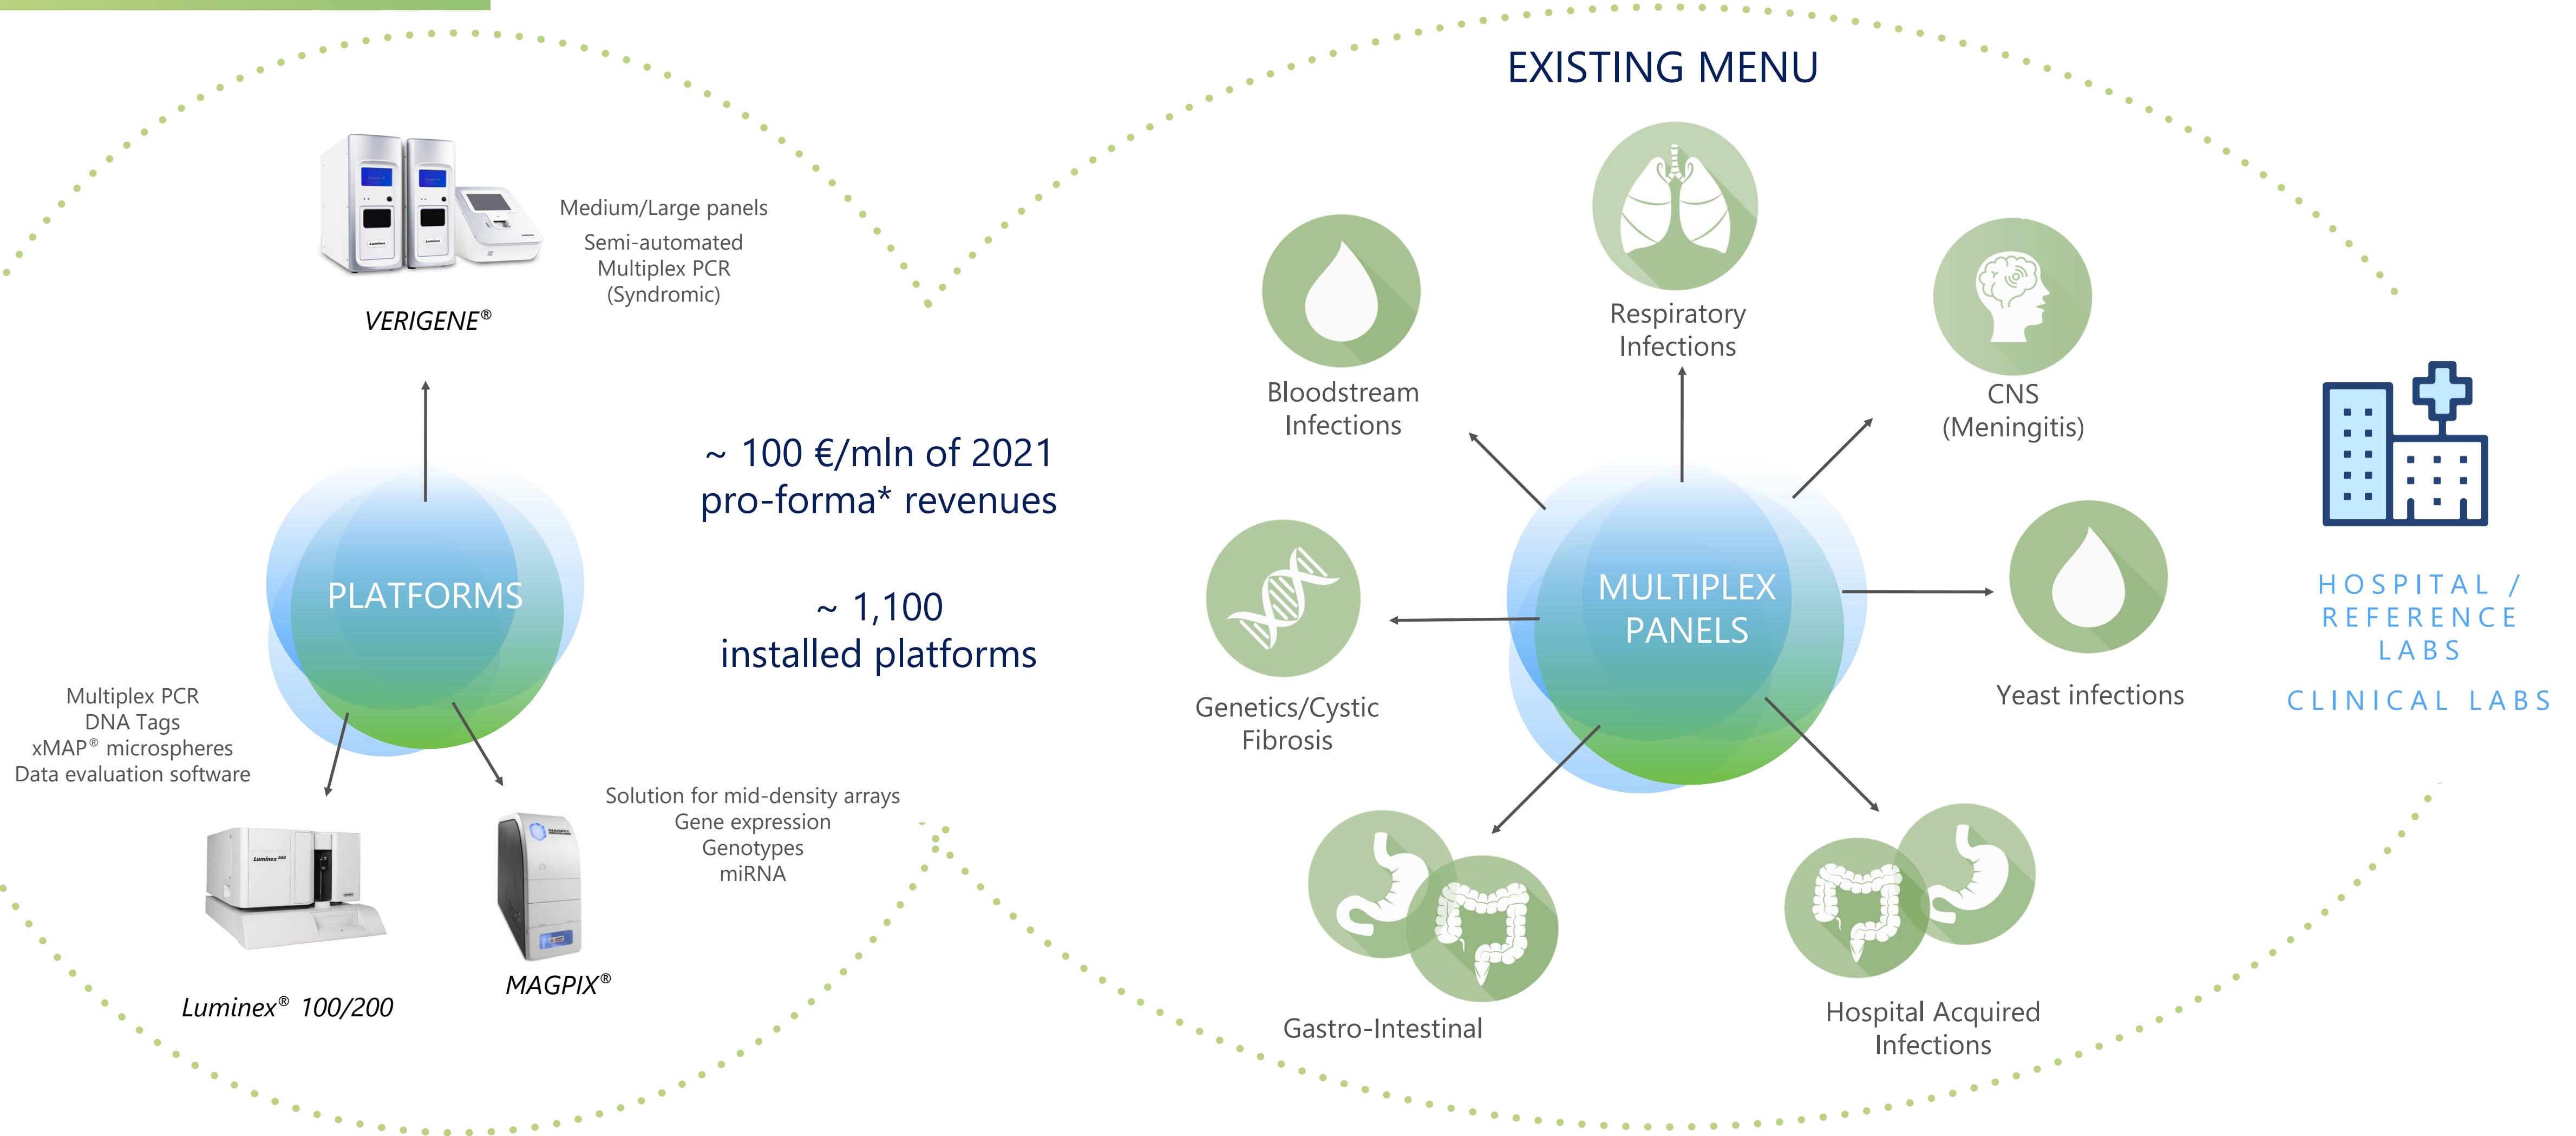 EXISTING MENU
Medium/Large panels
Semi-automated
Multiplex PCR
(Syndromic)
VERIGENE®
~ 100 €/mln of 2021
pro-forma* revenues
~ 1,100
installed platforms
PLATFORMS
Multiplex PCR
DNA Tags
xMAP® microspheres
Data evaluation software
Luminex 200
Luminex® 100/200
Solution for mid-density arrays
Gene expression
Genotypes
miRNA
MAGPIX
MAGPIX®
Respiratory
Infections
Bloodstream
Infections
CNS
(Meningitis)
MULTIPLEX
PANELS
Genetics/Cystic
Fibrosis
Yeast infections
Gastro-Intestinal
Hospital Acquired
Infections
HOSPITAL /
REFERENCE
LABS
CLINICAL LABS